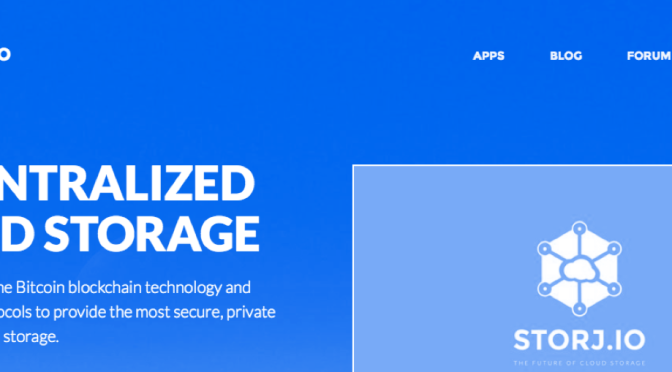 O
APPS BLOG FORUM
NTRALIZED
D STORAGE
ne Bitcoin blockchain technology and
ocols to provide the most secure, private
storage.
STORJ.IO
THE FUTURE OF CLOUD STORAGE